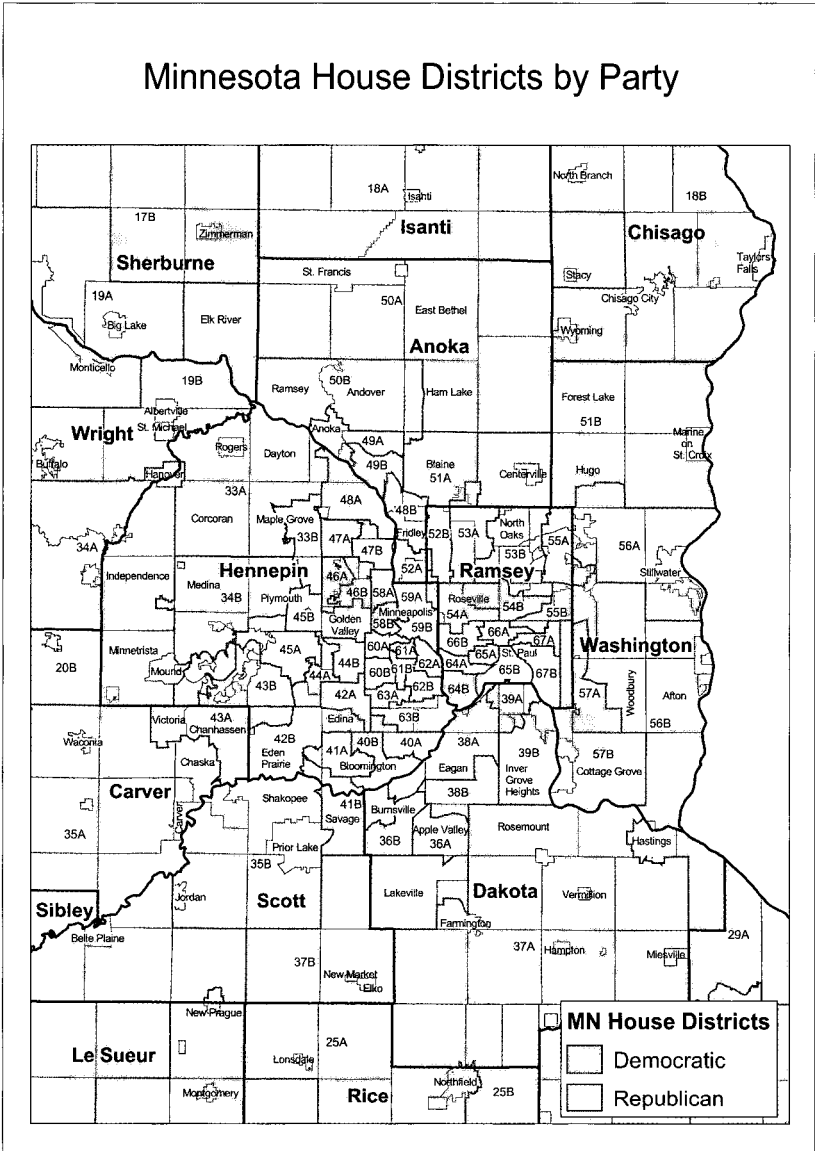 Minnesota House Districts by Party
North Branch
18A
Isanti
18B
17B
Zimmerman
Isanti
Chisago
Sherburne
St. Francis
Stacy
Taylors
Falls
19A
50A
East Bethel
Chisago City
Big Lake
Elk River
Wyoming
Anoka
Monticello
19B
Ramsey
50B
Andover
Ham Lake
Forest Lake
51B
Albertville
St. Michael
Wright
Anoka
49A
Marine
on
St. Croix
Rogers
Dayton
Buffalo
Hanover
49B
Blaine
51A
Centerville
Hugo
33A
48A
48B
Corcoran
Maple Grove
33B
47A
47B
Fridley
52B
53A
North
Oaks
53B
55A
56A
34A
52A
Stillwater
Independence
Hennepin
Ramsey
Medina
34B
Plymouth
45B
46A
46B
58A
59A
Roseville
54A
54B
55B
Golden
Valley
Minneapolis
58B
59B
Minnetrista
45A
60A
61A
66B
66A
67A
Washington
65A
St. Paul
20B
Mound
44A
44B
60B
61B
62A
64A
65B
67B
43B
42A
63A
62B
64B
39A
57A
Woodbury
Afton
56B
Victoria
43A
Chanhassen
Edina
63B
Waconia
42B
Eden
Prairie
41A
40B
40A
Bloomington
38A
39B
57B
Cottage Grove
Chaska
Eagan
Inver
Grove
Heights
Carver
Shakopee
38B
41B
Savage
Burnsville
Carver
35A
Apple Valley
36A
36B
Rosemount
Prior Lake
Hastings
35B
Jordan
Scott
Lakeville
Dakota
Vermillion
Sibley
Farmington
Belle Plaine
37A
Hampton
29A
Miesville
37B
New Market
Elko
New Prague
25A
Le Sueur
Lonsdale
Montgomery
Rice
Northfield
25B
MN House Districts
Democratic
Republican